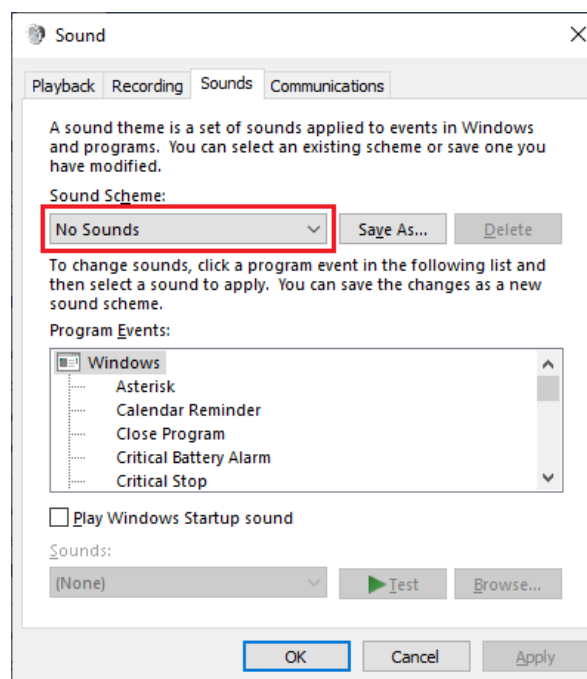 Sound
Playback Recording Sounds Communications
A sound theme is a set of sounds applied to events in Windows
and programs. You can select an existing scheme or save one you
have modified.
Sound Scheme:
No Sounds Save As... Delete
To change sounds, click a program event in the following list and
then select a sound to apply. You can save the changes as a new
sound scheme.
Program Events:
Windows
Asterisk
Calendar Reminder
Close Program
Critical Battery Alarm
Critical Stop
Play Windows Startup sound
Sounds:
(None) Test Browse...
OK Cancel Apply